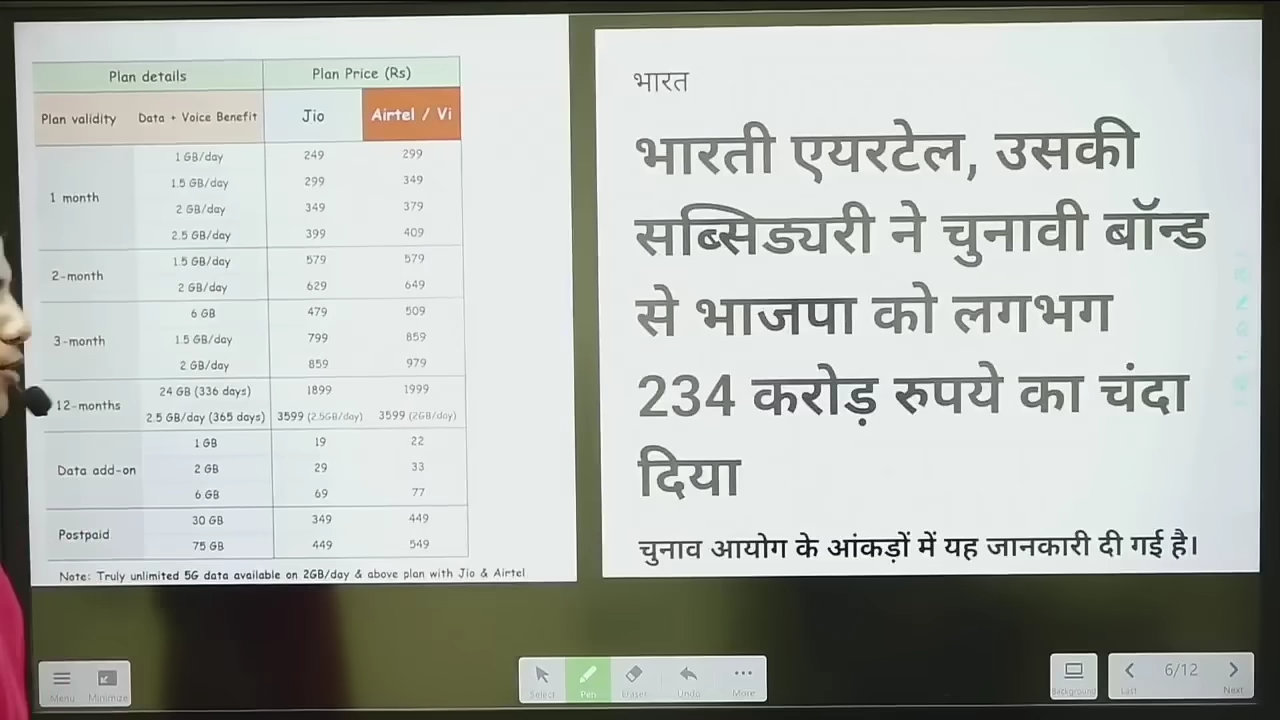 Plan details Plan Price (Rs)
Plan validity Data + Voice Benefit Jio Airtel / Vi
1 month
1 GB/day 249 299
1.5 GB/day 299 349
2 GB/day 349 379
2.5 GB/day 399 409
2-month
1.5 GB/day 579 579
2 GB/day 629 649
3-month
6 GB 479 509
1.5 GB/day 799 859
2 GB/day 859 979
12-months
24 GB (336 days) 1899 1999
2.5 GB/day (365 days) 3599 (2.5GB/day) 3599 (2GB/day)
Data add-on
1 GB 19 22
2 GB 29 33
6 GB 69 77
Postpaid
30 GB 349 449
75 GB 449 549
Note: Truly unlimited 5G data available on 2GB/day & above plan with Jio & Airtel
भारत
भारती एयरटेल, उसकी
सब्सिड्यरी ने चुनावी बॉन्ड
से भाजपा को लगभग
234 करोड़ रुपये का चंदा
दिया
चुनाव आयोग के आंकड़ों में यह जानकारी दी गई है।
Menu Minimize
Select Pen Eraser Undo More
Background
Last 6/12 Next